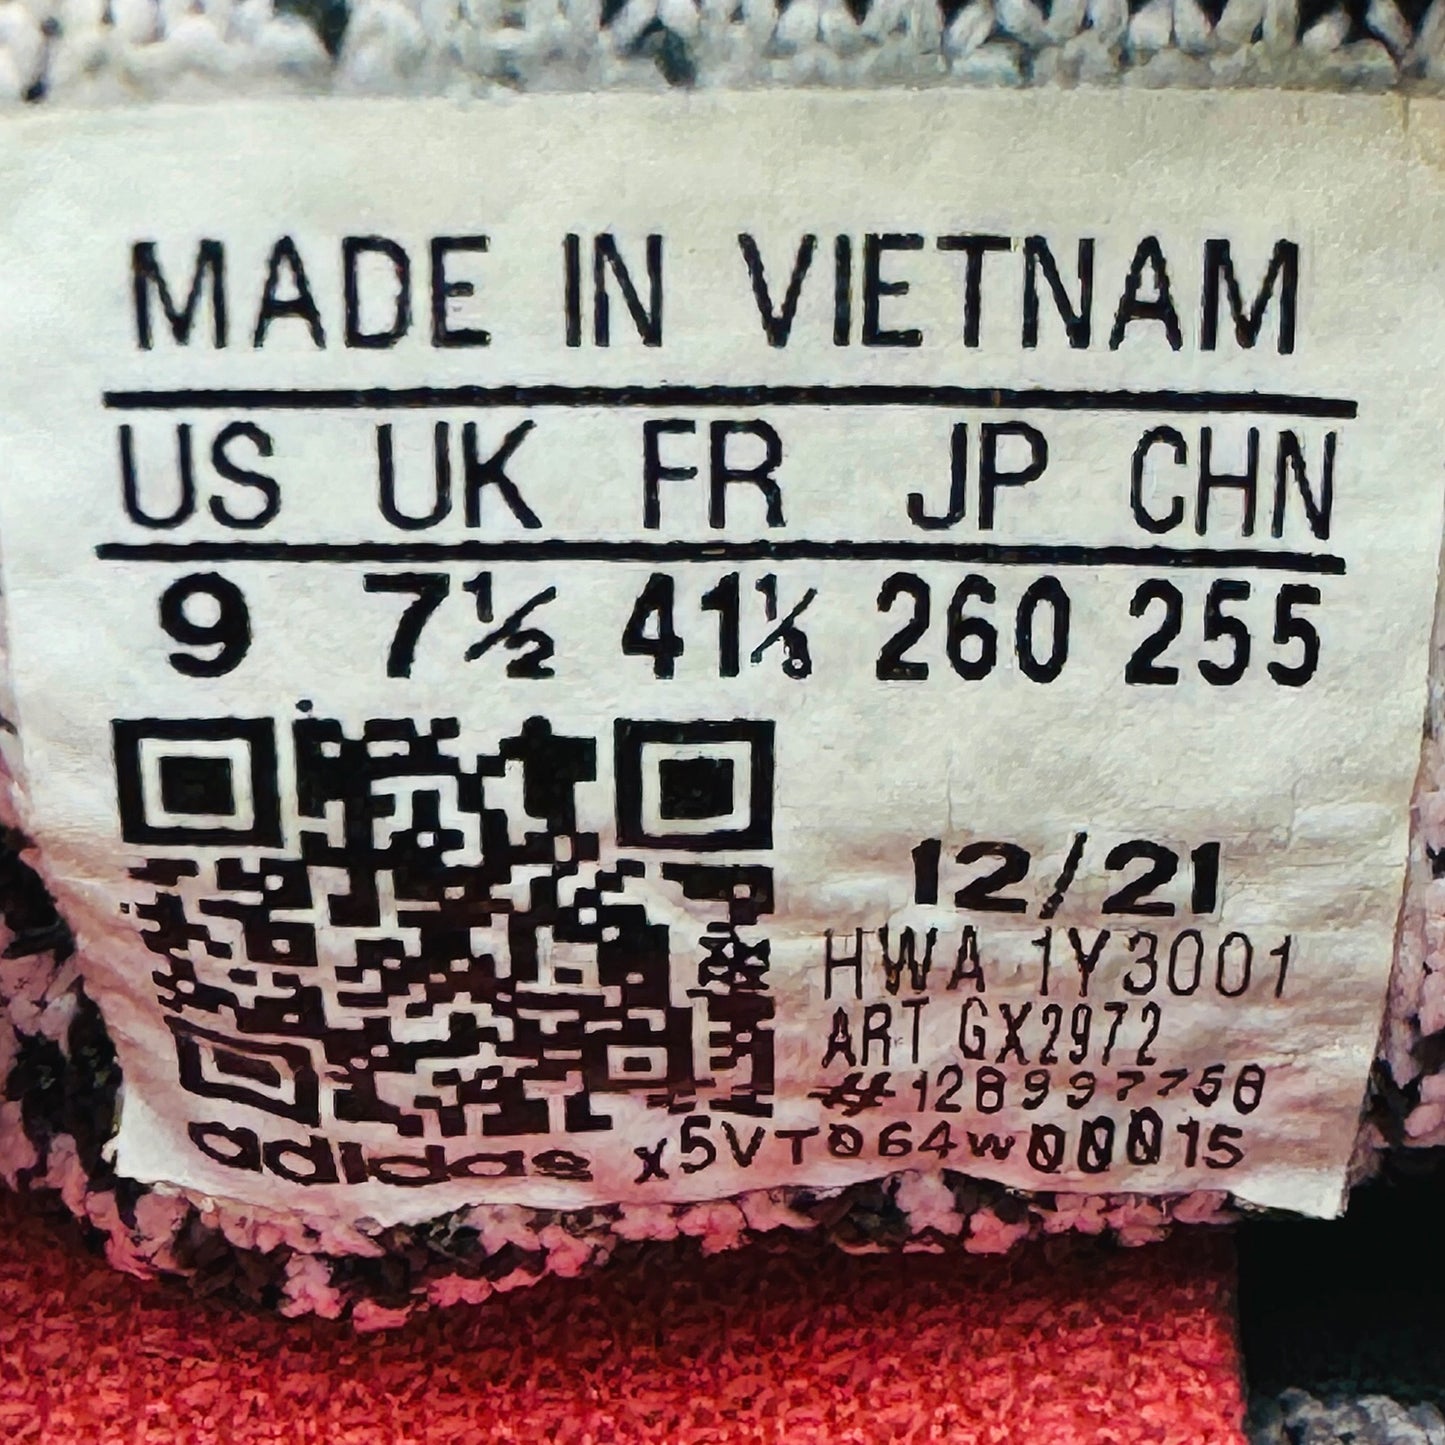 MADE IN VIETNAM
US UK FR JP CHN
9 7½ 41⅓ 260 255
12/21
HWA 1Y3001
ART GX2972
#128997758
adidas x5VT064W00015